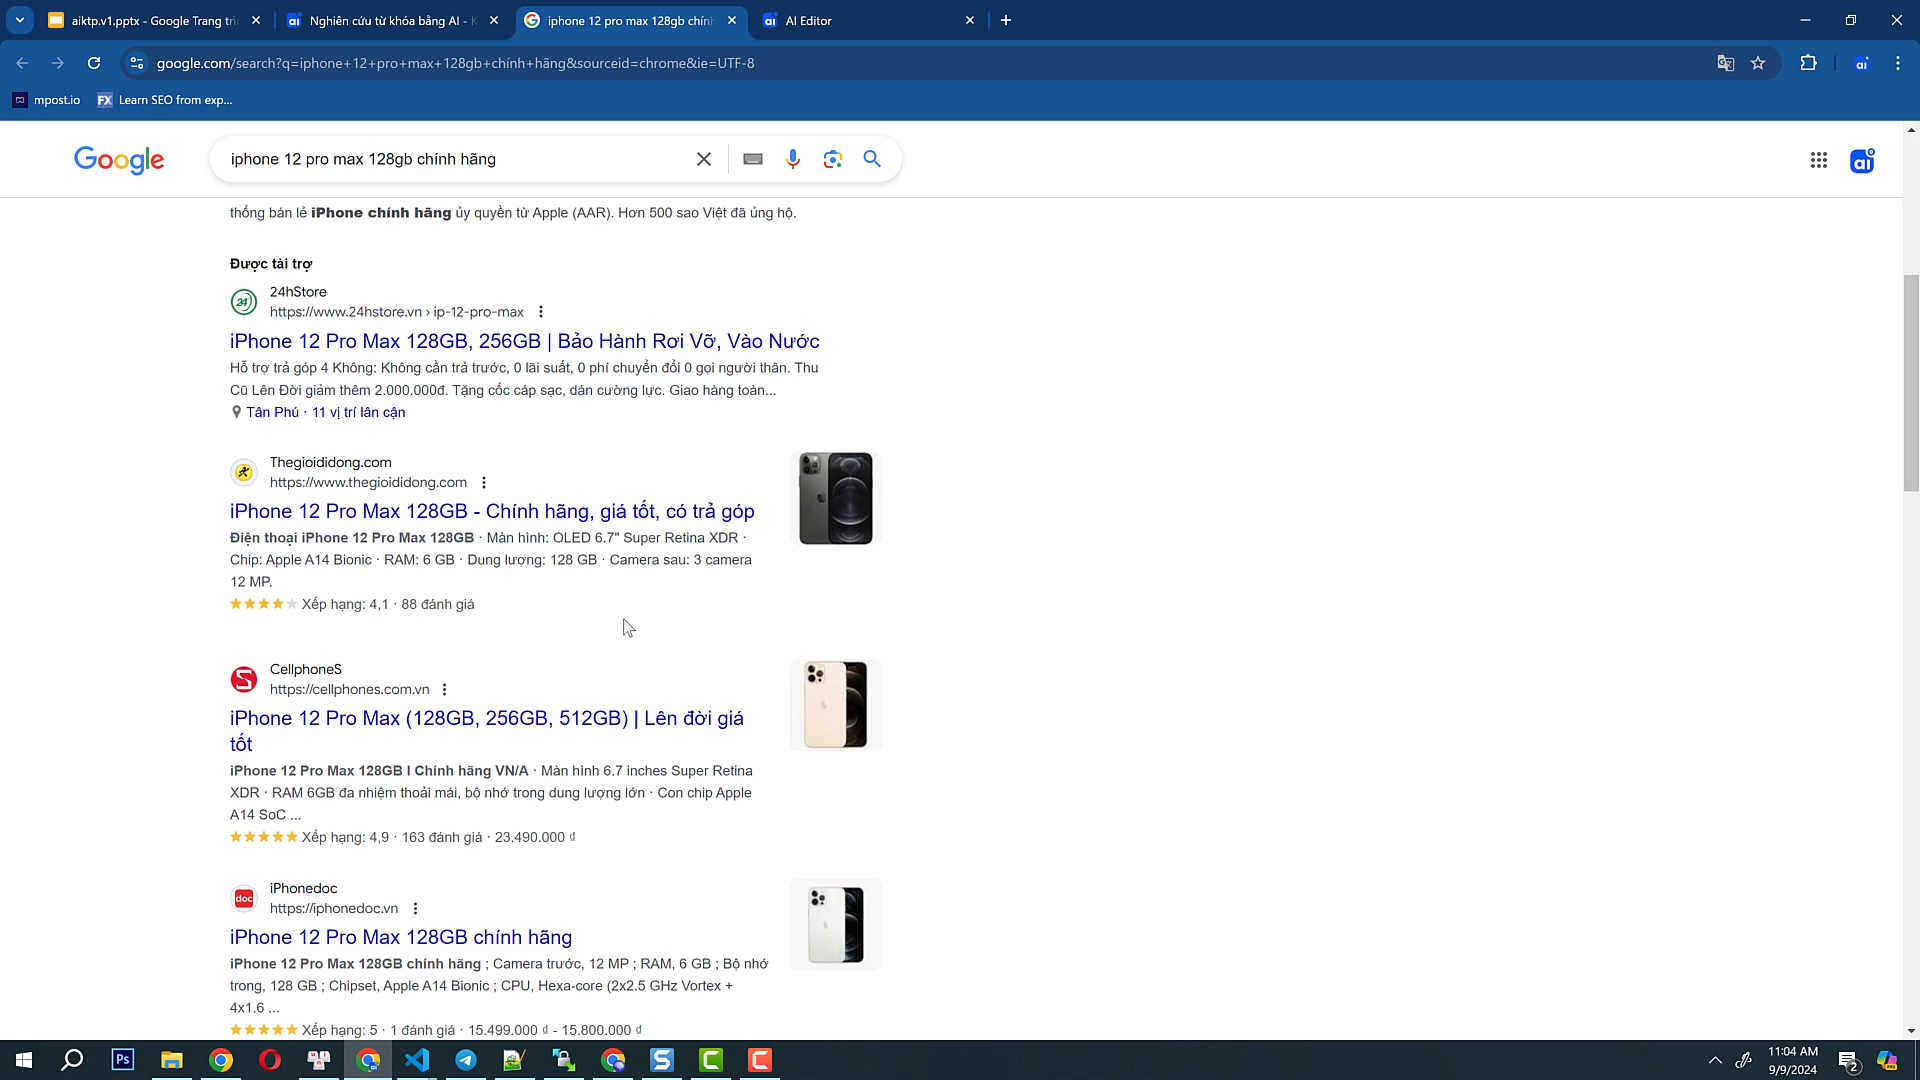 aiktp.v1.pptx - Google Trang trì
Nghiên cứu từ khóa bằng AI - K
iphone 12 pro max 128gb chính
AI Editor
google.com/search?q=iphone+12+pro+max+128gb+chính+hãng&sourceid=chrome&ie=UTF-8
mpost.io
FX Learn SEO from exp...
Google
iphone 12 pro max 128gb chính hãng
ai
thống bán lẻ iPhone chính hãng ủy quyền từ Apple (AAR). Hơn 500 sao Việt đã ủng hộ.
Được tài trợ
24hStore
https://www.24hstore.vn › ip-12-pro-max
iPhone 12 Pro Max 128GB, 256GB | Bảo Hành Rơi Vỡ, Vào Nước
Hỗ trợ trả góp 4 Không: Không cần trả trước, 0 lãi suất, 0 phí chuyển đổi 0 gọi người thân. Thu
Cũ Lên Đời giảm thêm 2.000.000đ. Tặng cốc cáp sạc, dán cường lực. Giao hàng toàn...
Tân Phú · 11 vị trí lân cận
Thegioididong.com
https://www.thegioididong.com
iPhone 12 Pro Max 128GB - Chính hãng, giá tốt, có trả góp
Điện thoại iPhone 12 Pro Max 128GB · Màn hình: OLED 6.7" Super Retina XDR ·
Chip: Apple A14 Bionic · RAM: 6 GB · Dung lượng: 128 GB · Camera sau: 3 camera
12 MP.
Xếp hạng: 4,1 · 88 đánh giá
CellphoneS
https://cellphones.com.vn
iPhone 12 Pro Max (128GB, 256GB, 512GB) | Lên đời giá
tốt
iPhone 12 Pro Max 128GB I Chính hãng VN/A · Màn hình 6.7 inches Super Retina
XDR · RAM 6GB đa nhiệm thoải mái, bộ nhớ trong dung lượng lớn · Con chip Apple
A14 SoC ...
Xếp hạng: 4,9 · 163 đánh giá · 23.490.000 ₫
doc
iPhonedoc
https://iphonedoc.vn
iPhone 12 Pro Max 128GB chính hãng
iPhone 12 Pro Max 128GB chính hãng ; Camera trước, 12 MP ; RAM, 6 GB ; Bộ nhớ
trong, 128 GB ; Chipset, Apple A14 Bionic ; CPU, Hexa-core (2x2.5 GHz Vortex +
4x1.6 ...
Xếp hạng: 5 · 1 đánh giá · 15.499.000 ₫ - 15.800.000 ₫
Ps
11:04 AM
9/9/2024
2